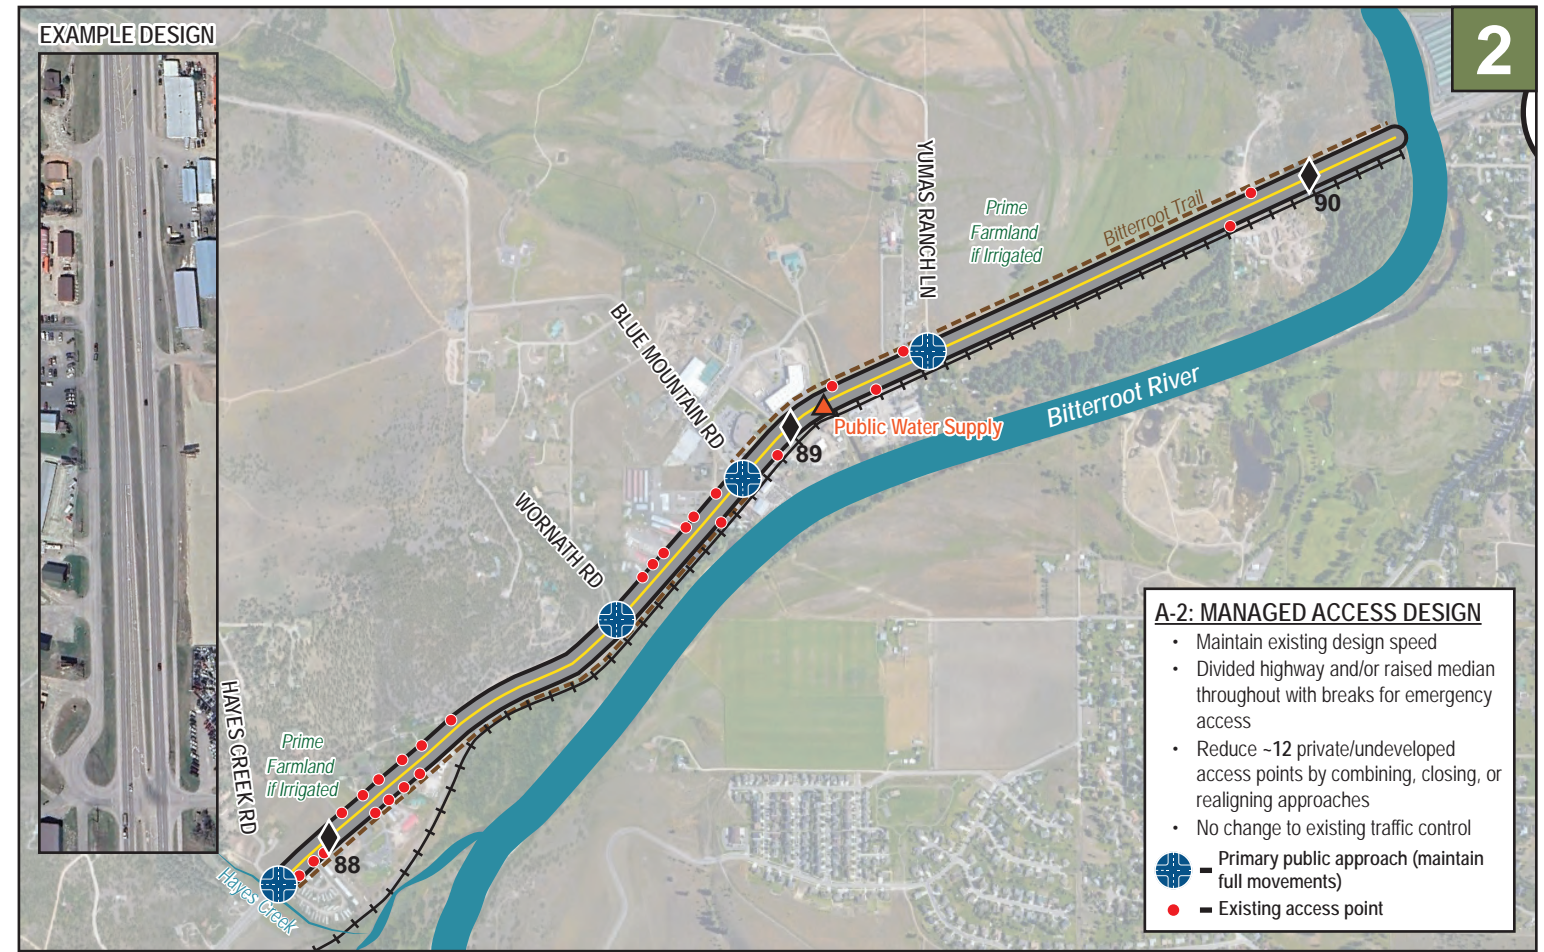 EXAMPLE DESIGN
2
YUMAS RANCH LN
Prime
Farmland
if Irrigated
Bitterroot Trail
90
BLUE MOUNTAIN RD
Public Water Supply
89
Bitterroot River
WORNATH RD
HAYES CREEK RD
Prime
Farmland
if Irrigated
88
Hayes Creek
A-2: MANAGED ACCESS DESIGN
• Maintain existing design speed
• Divided highway and/or raised median
throughout with breaks for emergency
access
• Reduce ~12 private/undeveloped
access points by combining, closing, or
realigning approaches
• No change to existing traffic control
Primary public approach (maintain
full movements)
Existing access point